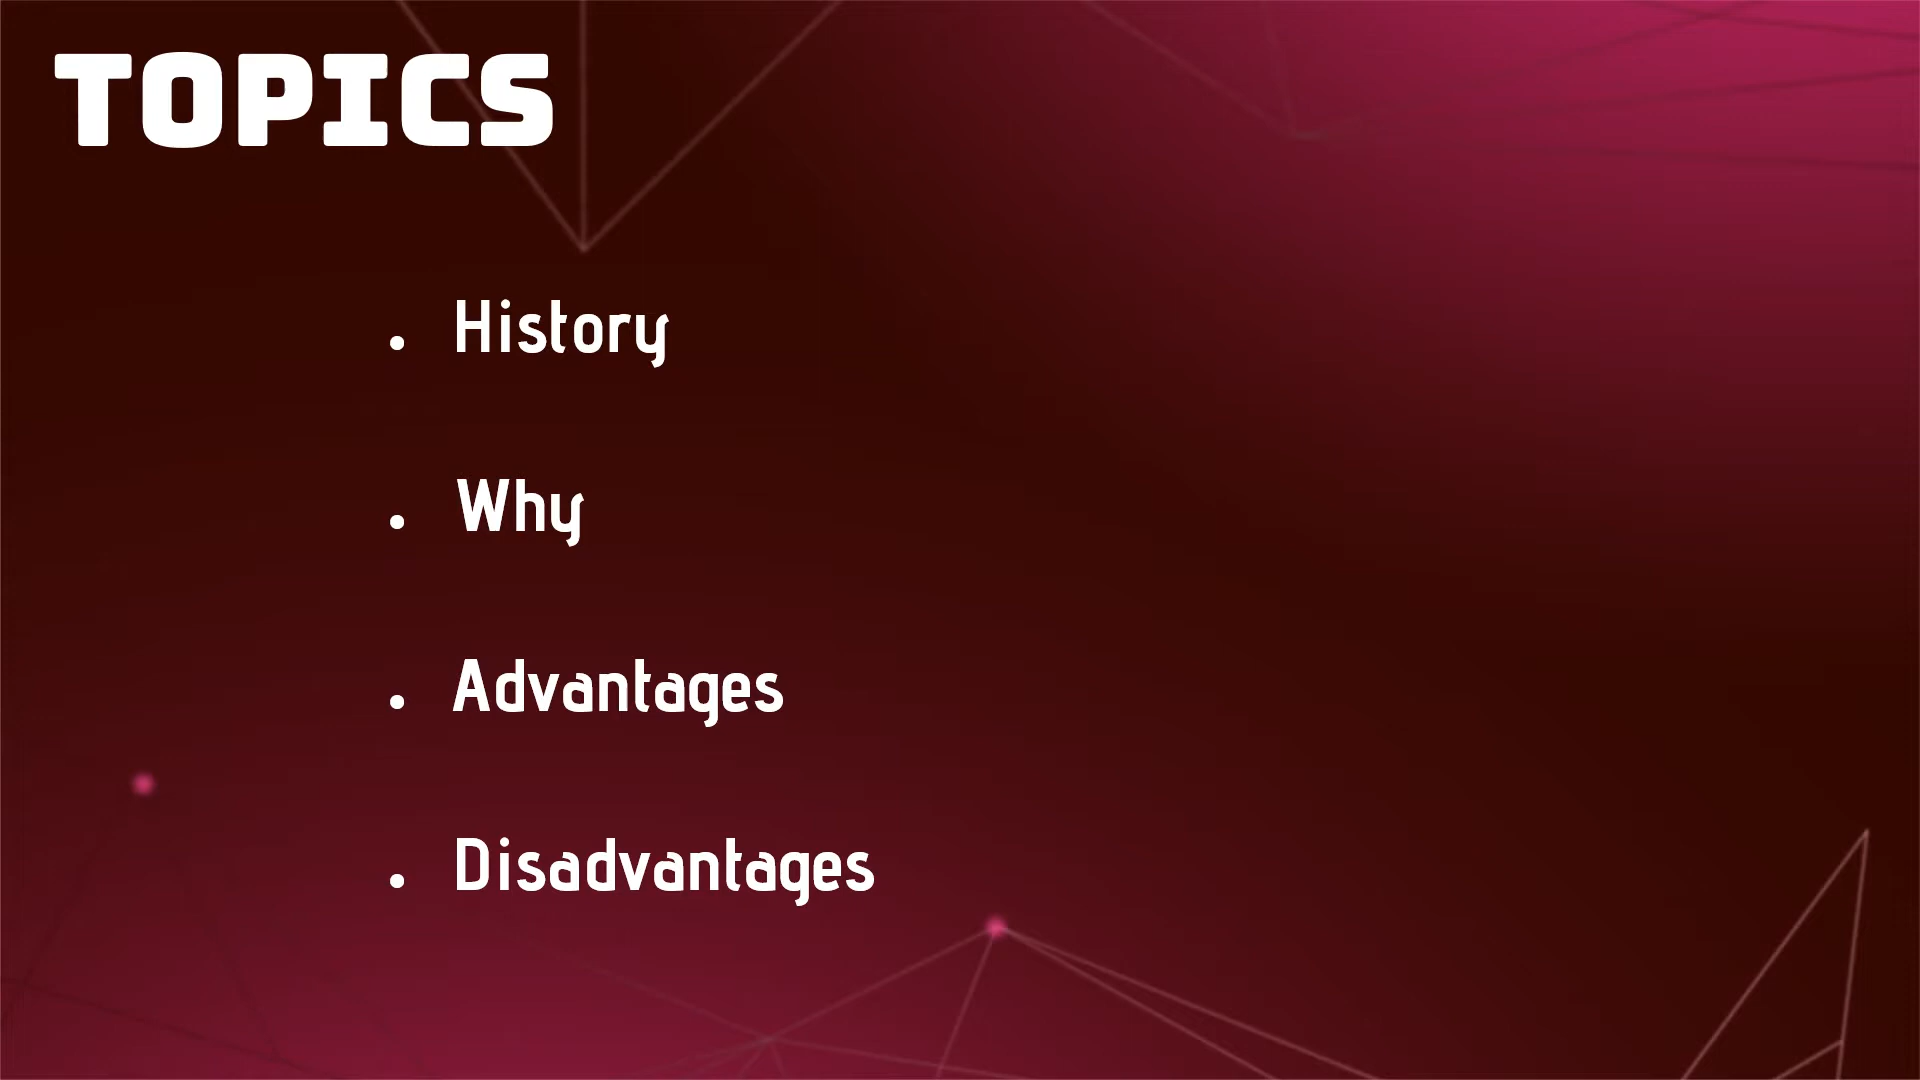 TOPICS
• History
• Why
• Advantages
• Disadvantages